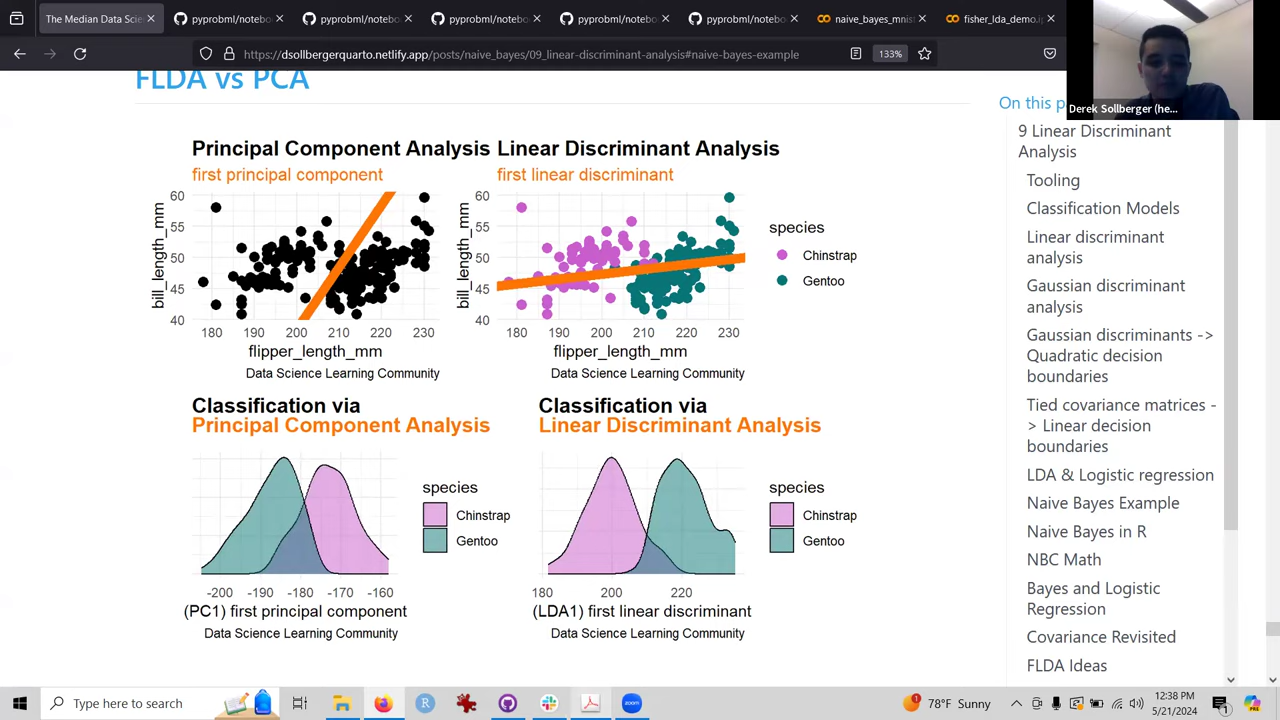 The Median Data Sci
pyprobml/notebo
pyprobml/notebo
pyprobml/notebo
pyprobml/notebo
pyprobml/notebo
naive_bayes_mnist
fisher_lda_demo.i
https://dsollbergerquarto.netlify.app/posts/naive_bayes/09_linear-discriminant-analysis#naive-bayes-example
133%
Derek Sollberger (he...
FLDA vs PCA
Principal Component Analysis
first principal component
60
55
50
45
40
bill_length_mm
180 190 200 210 220 230
flipper_length_mm
Data Science Learning Community
Linear Discriminant Analysis
first linear discriminant
60
55
50
45
40
bill_length_mm
180 190 200 210 220 230
flipper_length_mm
Data Science Learning Community
species
Chinstrap
Gentoo
Classification via
Principal Component Analysis
species
Chinstrap
Gentoo
-200 -190 -180 -170 -160
(PC1) first principal component
Data Science Learning Community
Classification via
Linear Discriminant Analysis
species
Chinstrap
Gentoo
180 200 220
(LDA1) first linear discriminant
Data Science Learning Community
On this p
9 Linear Discriminant
Analysis
Tooling
Classification Models
Linear discriminant
analysis
Gaussian discriminant
analysis
Gaussian discriminants ->
Quadratic decision
boundaries
Tied covariance matrices -
> Linear decision
boundaries
LDA & Logistic regression
Naive Bayes Example
Naive Bayes in R
NBC Math
Bayes and Logistic
Regression
Covariance Revisited
FLDA Ideas
Type here to search
R
zoom
1
78°F Sunny
12:38 PM
5/21/2024
1
PRE